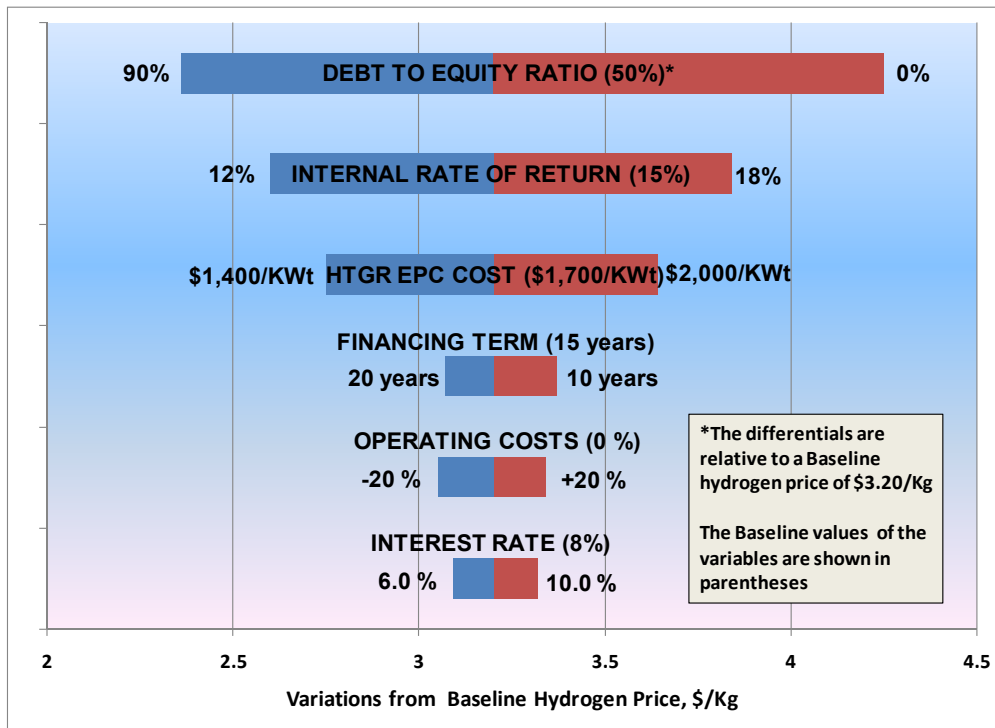 90%
DEBT TO EQUITY RATIO (50%)*
0%
12%
INTERNAL RATE OF RETURN (15%)
18%
$1,400/KWt
HTGR EPC COST ($1,700/KWt)
$2,000/KWt
FINANCING TERM (15 years)
20 years
10 years
OPERATING COSTS (0 %)
-20 %
+20 %
INTEREST RATE (8%)
6.0 %
10.0 %
*The differentials are
relative to a Baseline
hydrogen price of $3.20/Kg
The Baseline values of the
variables are shown in
parentheses
2
2.5
3
3.5
4
4.5
Variations from Baseline Hydrogen Price, $/Kg